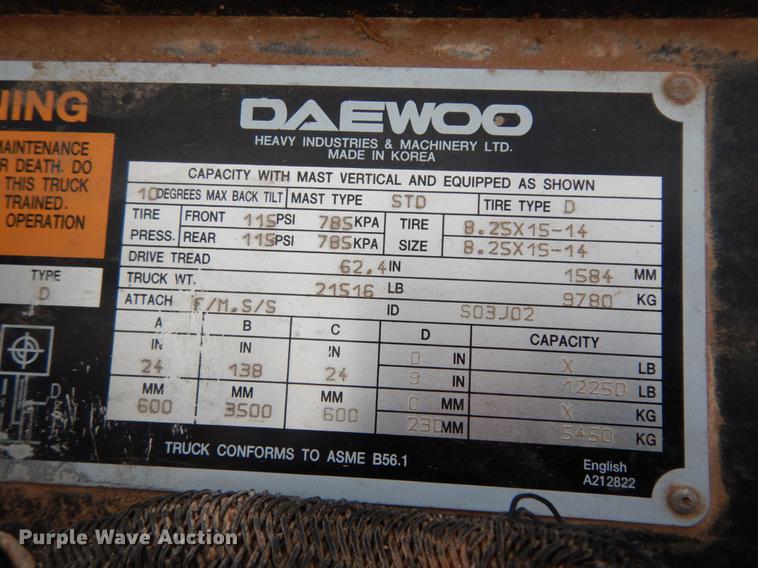 NING
MAINTENANCE
R DEATH. DO
THIS TRUCK
TRAINED.
OPERATION
TYPE
D
D
DAEWOO
HEAVY INDUSTRIES & MACHINERY LTD.
MADE IN KOREA
CAPACITY WITH MAST VERTICAL AND EQUIPPED AS SHOWN
10 DEGREES MAX BACK TILT MAST TYPE STD TIRE TYPE D
TIRE PRESS. FRONT 115 PSI 785 KPA TIRE SIZE 8.25X15-14
REAR 115 PSI 785 KPA 8.25X15-14
DRIVE TREAD 62.4 IN 1584 MM
TRUCK WT. 21516 LB 9780 KG
ATTACH F/M.S/S ID S03J02
A B C D CAPACITY
IN IN IN 0 IN X LB
24 138 24 9 IN 12250 LB
MM MM MM 0 MM X KG
600 3500 600 230 MM 5450 KG
TRUCK CONFORMS TO ASME B56.1
English
A212822
Purple Wave Auction